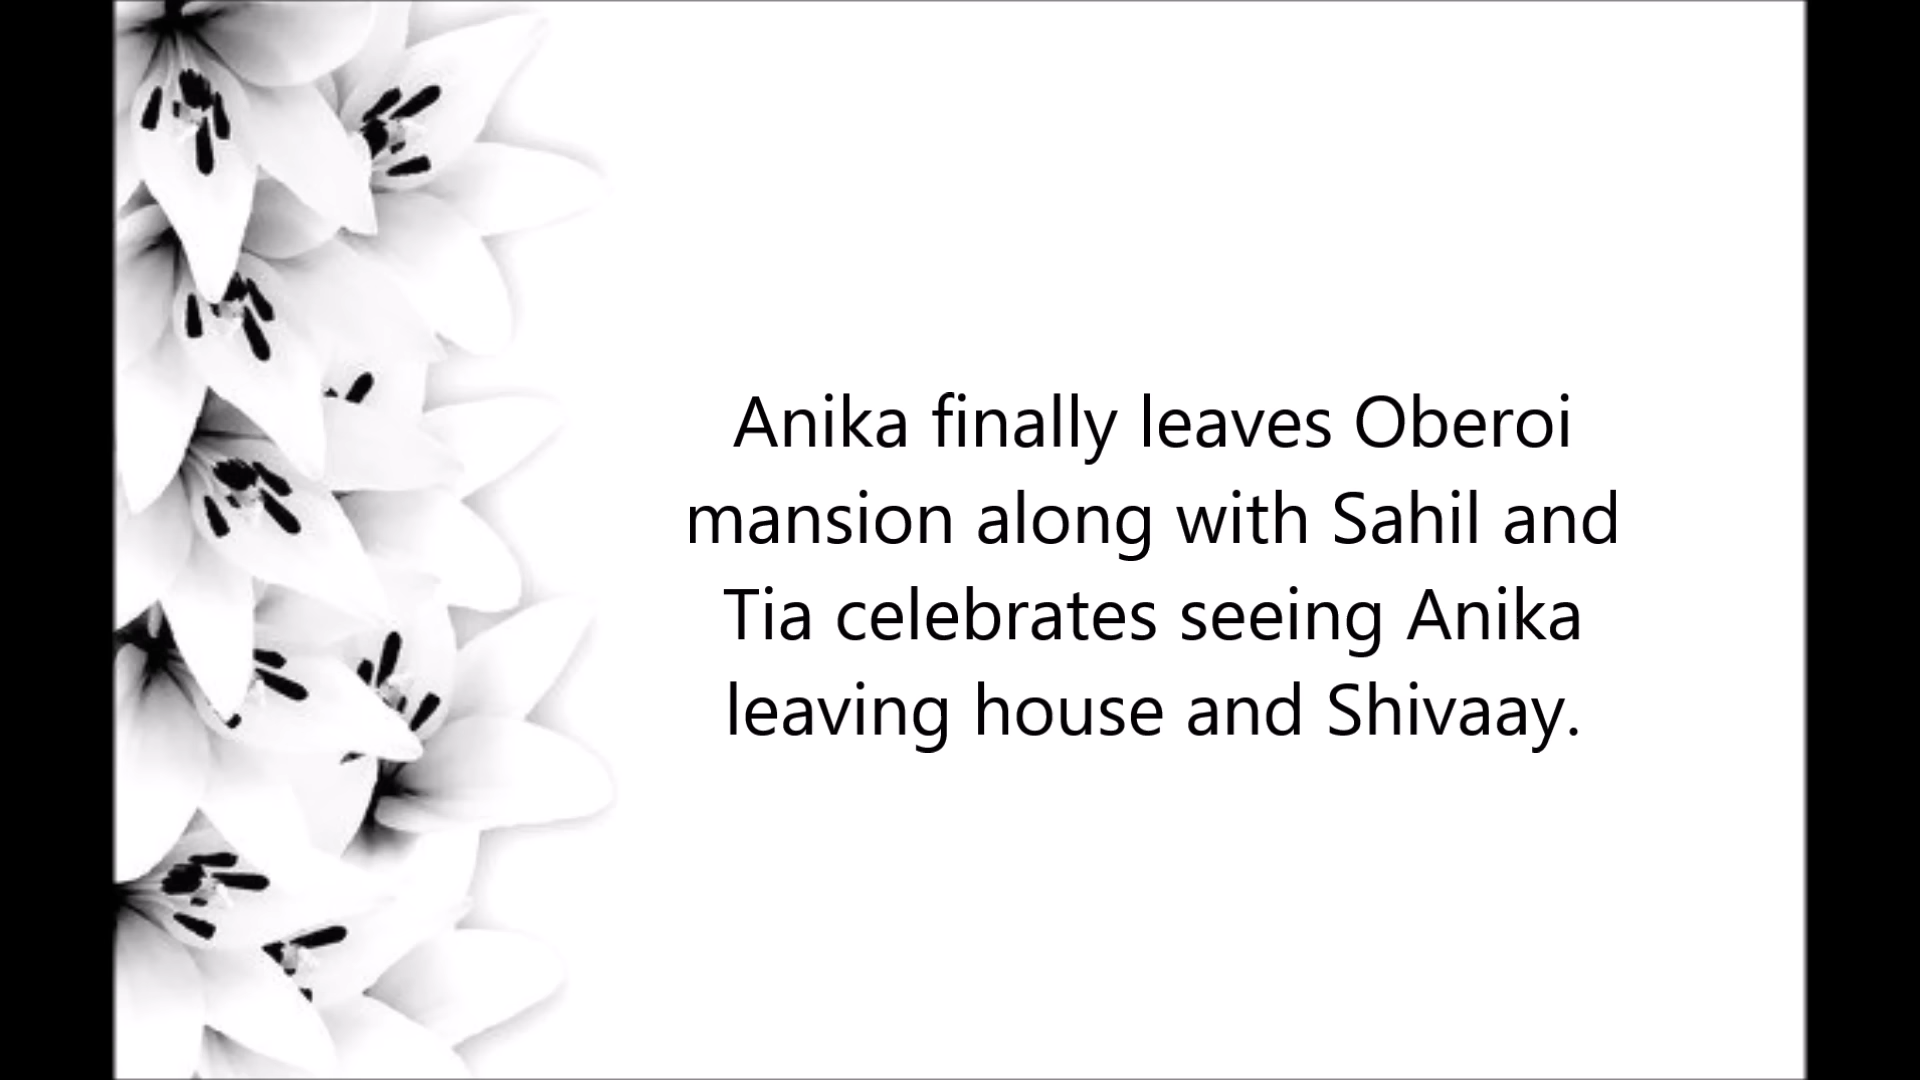 Anika finally leaves Oberoi
mansion along with Sahil and
Tia celebrates seeing Anika
leaving house and Shivaay.